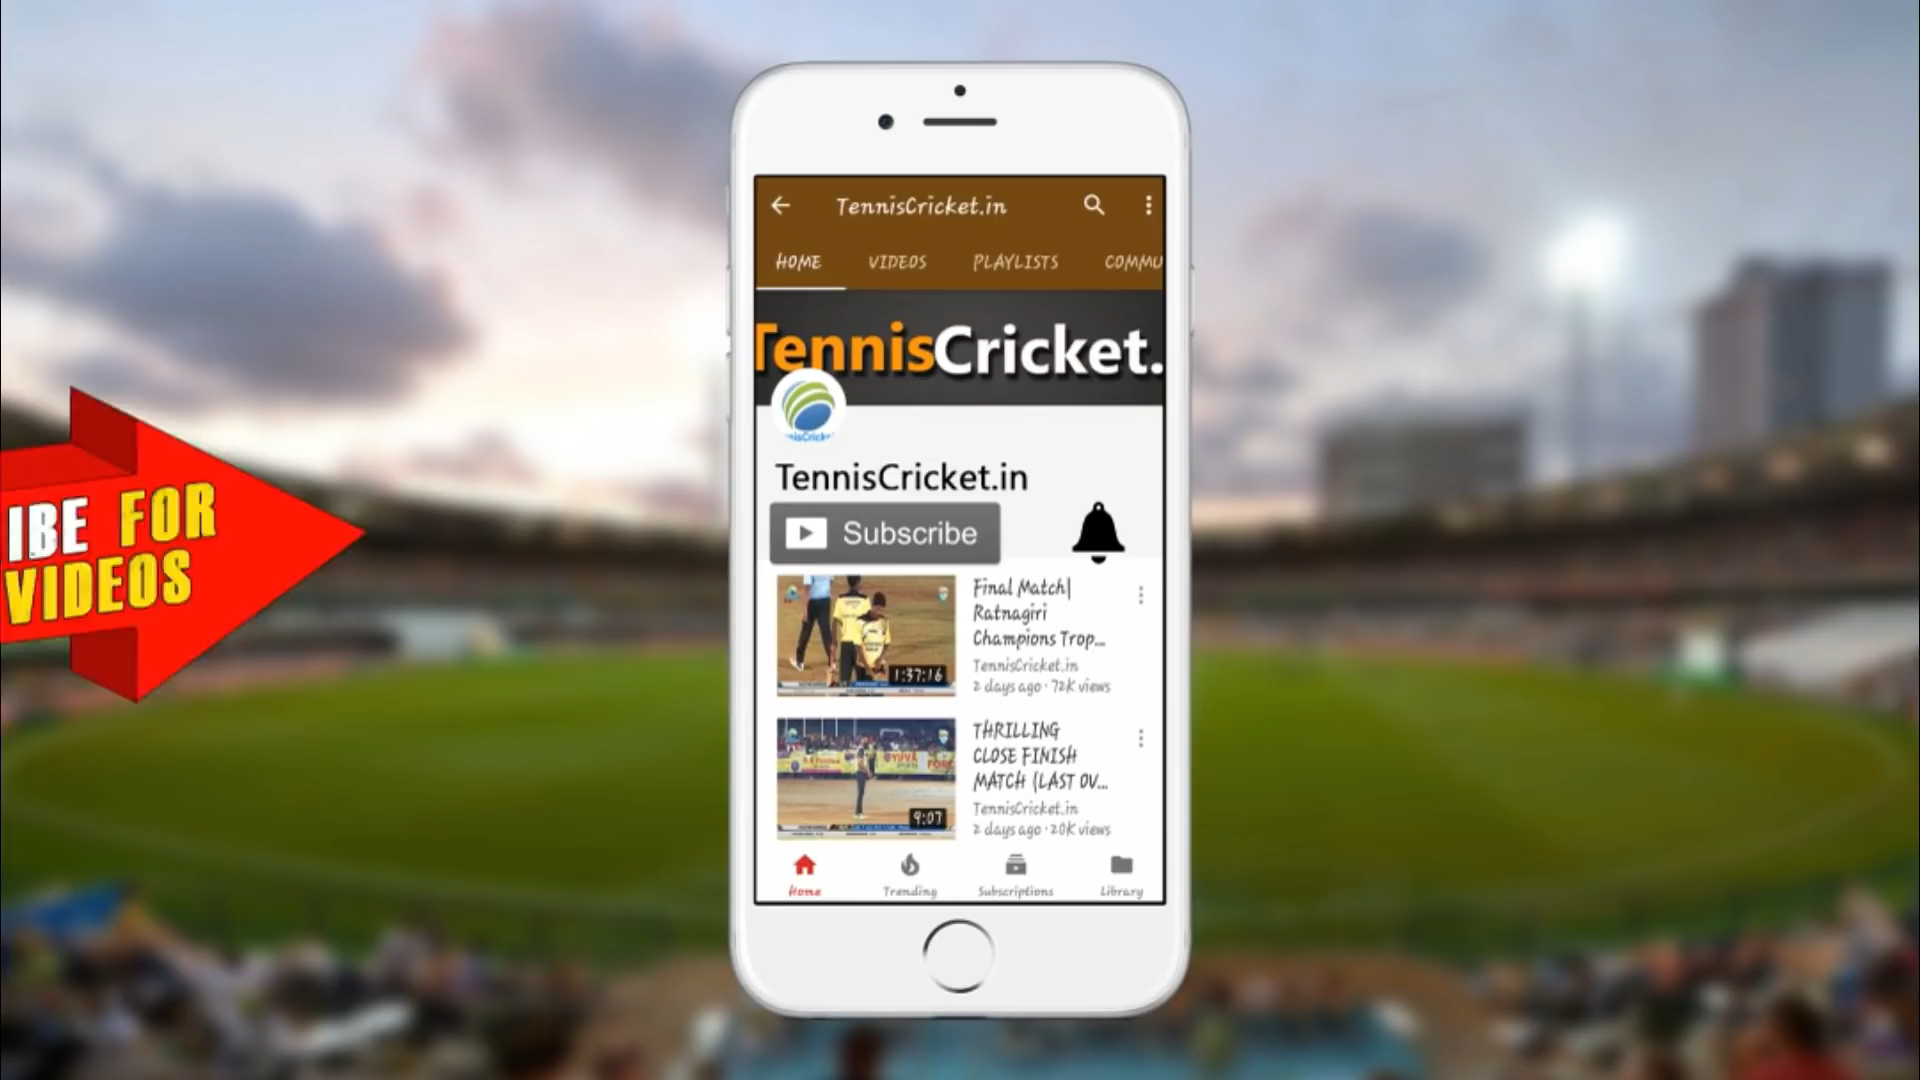 TennisCricket.in
HOME VIDEOS PLAYLISTS COMMU
TennisCricket.
TennisCricket.in
Subscribe
IBE FOR
VIDEOS
Final Match|
Ratnagiri
Champions Trop...
TennisCricket.in
2 days ago · 72K views
1:37:16
THRILLING
CLOSE FINISH
MATCH (LAST OV...
TennisCricket.in
2 days ago · 20K views
9:07
Home Trending Subscriptions Library